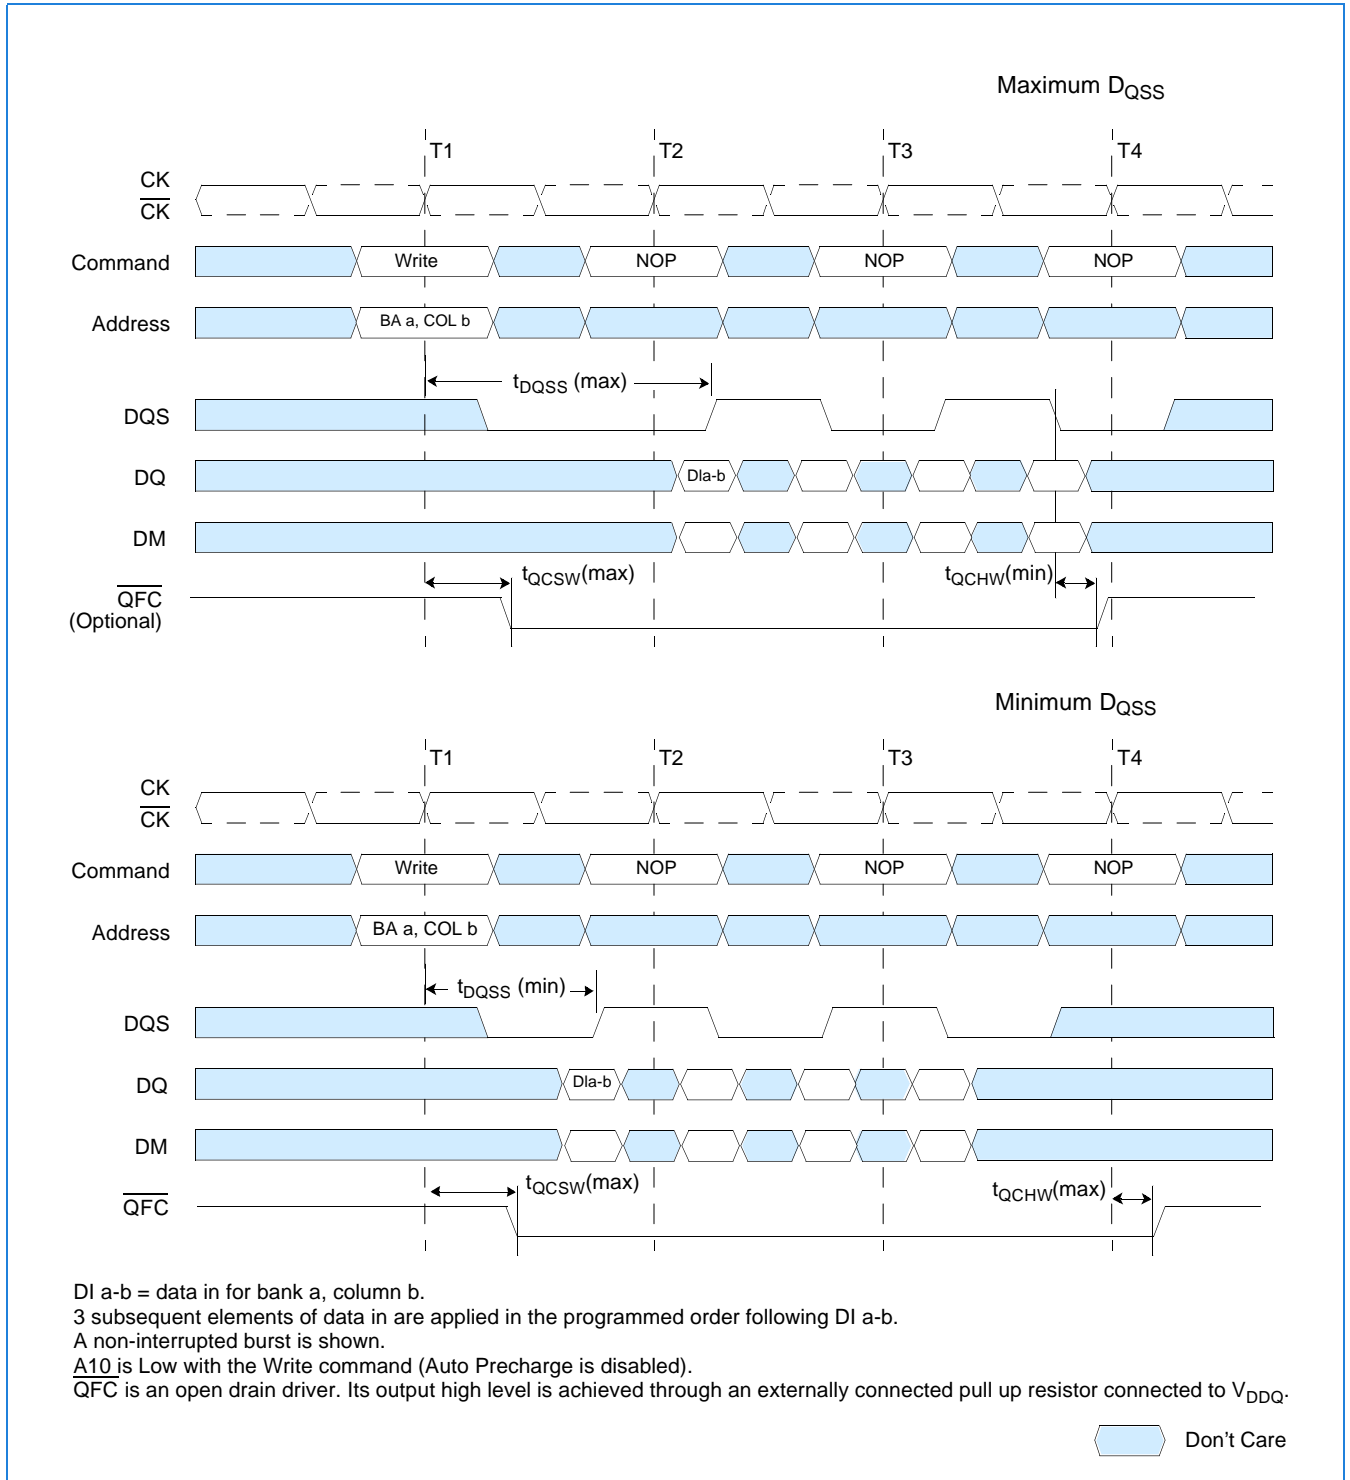 Maximum DQSS
T1 T2 T3 T4
CK
CK
Command Write NOP NOP NOP
Address BA a, COL b
tDQSS (max)
DQS
DQ DIa-b
DM
tQCSW(max) tQCHW(min)
QFC
(Optional)
Minimum DQSS
T1 T2 T3 T4
CK
CK
Command Write NOP NOP NOP
Address BA a, COL b
tDQSS (min)
DQS
DQ DIa-b
DM
tQCSW(max) tQCHW(max)
QFC
DI a-b = data in for bank a, column b.
3 subsequent elements of data in are applied in the programmed order following DI a-b.
A non-interrupted burst is shown.
A10 is Low with the Write command (Auto Precharge is disabled).
QFC is an open drain driver. Its output high level is achieved through an externally connected pull up resistor connected to VDDQ.
Don't Care